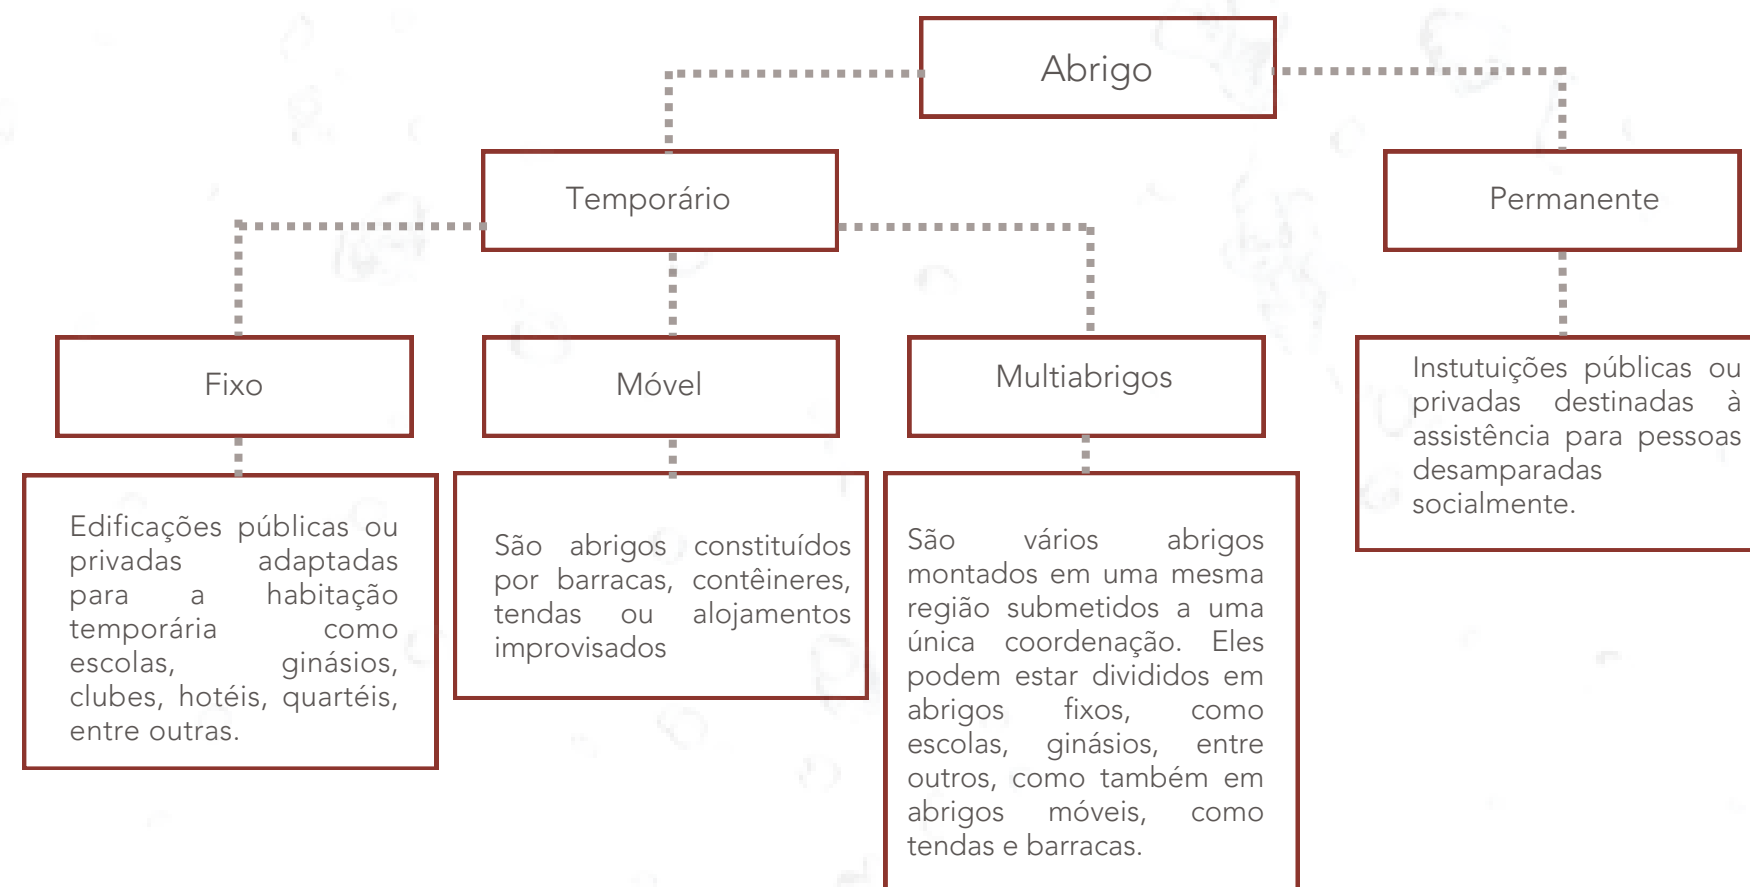 Abrigo
Temporário
Permanente
Fixo
Móvel
Multiabrigos
Instutuições públicas ou
privadas destinadas à
assistência para pessoas
desamparadas
socialmente.
Edificações públicas ou
privadas adaptadas
para a habitação
temporária como
escolas, ginásios,
clubes, hotéis, quartéis,
entre outras.
São abrigos constituídos
por barracas, contêineres,
tendas ou alojamentos
improvisados
São vários abrigos
montados em uma mesma
região submetidos a uma
única coordenação. Eles
podem estar divididos em
abrigos fixos, como
escolas, ginásios, entre
outros, como também em
abrigos móveis, como
tendas e barracas.